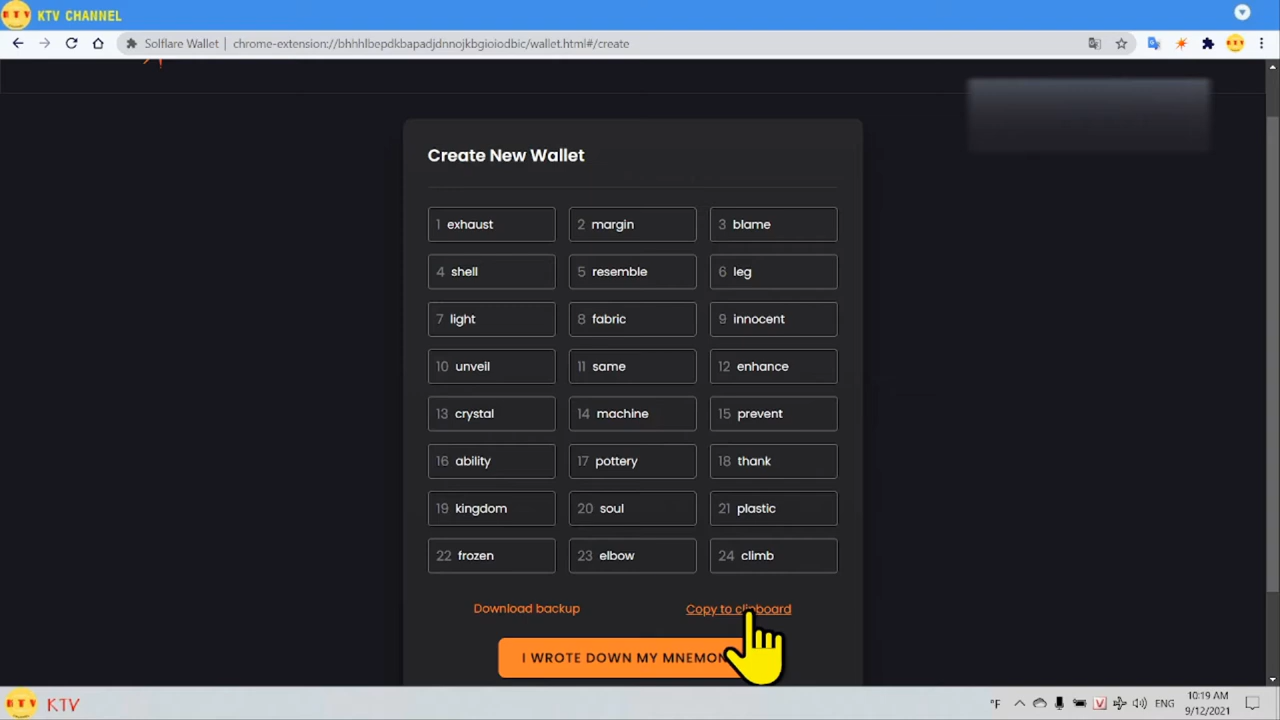 KTV CHANNEL
Solflare Wallet | chrome-extension://bhhhlbepdkbapadjdnnojkbgioiodbic/wallet.html#/create
Create New Wallet
1 exhaust 2 margin 3 blame
4 shell 5 resemble 6 leg
7 light 8 fabric 9 innocent
10 unveil 11 same 12 enhance
13 crystal 14 machine 15 prevent
16 ability 17 pottery 18 thank
19 kingdom 20 soul 21 plastic
22 frozen 23 elbow 24 climb
Download backup Copy to clipboard
I WROTE DOWN MY MNEMON
KTV KTV °F V ENG 10:19 AM
9/12/2021